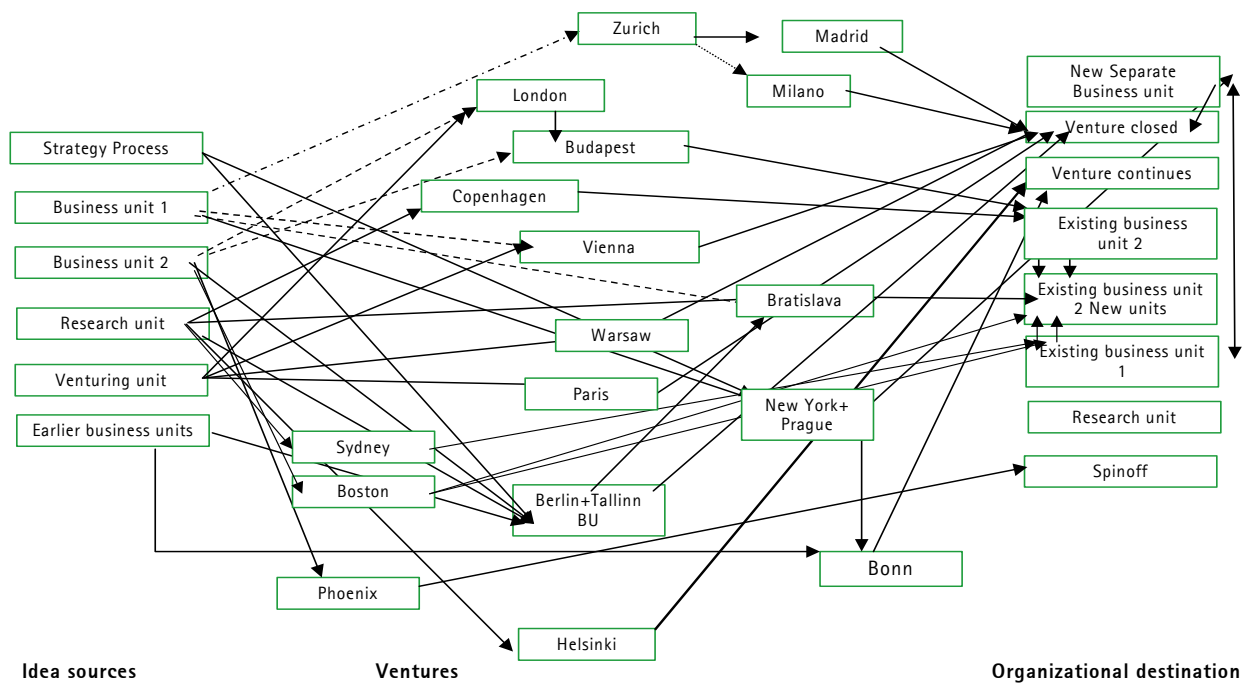 Zurich
Madrid
Milano
London
Budapest
Copenhagen
Vienna
Bratislava
Warsaw
Paris
New York+
Prague
Sydney
Boston
Berlin+Tallinn
BU
Bonn
Phoenix
Helsinki
Strategy Process
Business unit 1
Business unit 2
Research unit
Venturing unit
Earlier business units
New Separate
Business unit
Venture closed
Venture continues
Existing business
unit 2
Existing business unit
2 New units
Existing business unit
1
Research unit
Spinoff
Idea sources
Ventures
Organizational destination